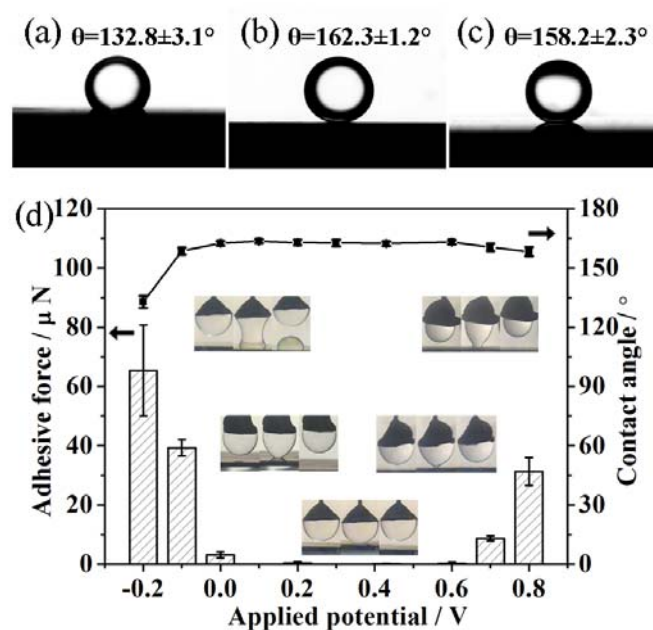 (a) θ=132.8±3.1°
(b) θ=162.3±1.2°
(c) θ=158.2±2.3°
(d)
120
100
80
60
40
20
0
Adhesive force / μ N
180
150
120
90
60
30
0
Contact angle / °
-0.2 0.0 0.2 0.4 0.6 0.8
Applied potential / V